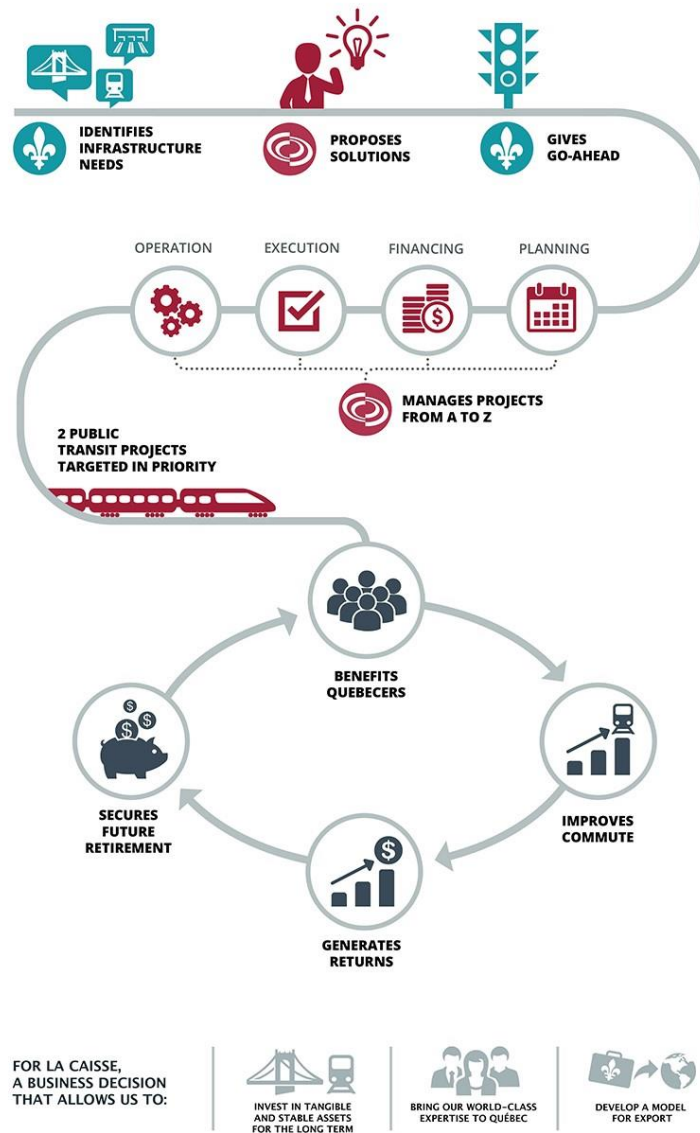 IDENTIFIES
INFRASTRUCTURE
NEEDS
PROPOSES
SOLUTIONS
GIVES
GO-AHEAD
OPERATION
EXECUTION
FINANCING
PLANNING
$
MANAGES PROJECTS
FROM A TO Z
2 PUBLIC
TRANSIT PROJECTS
TARGETED IN PRIORITY
BENEFITS
QUEBECERS
$
$
$
SECURES
FUTURE
RETIREMENT
IMPROVES
COMMUTE
$
GENERATES
RETURNS
FOR LA CAISSE,
A BUSINESS DECISION
THAT ALLOWS US TO:
INVEST IN TANGIBLE
AND STABLE ASSETS
FOR THE LONG TERM
BRING OUR WORLD-CLASS
EXPERTISE TO QUÉBEC
DEVELOP A MODEL
FOR EXPORT